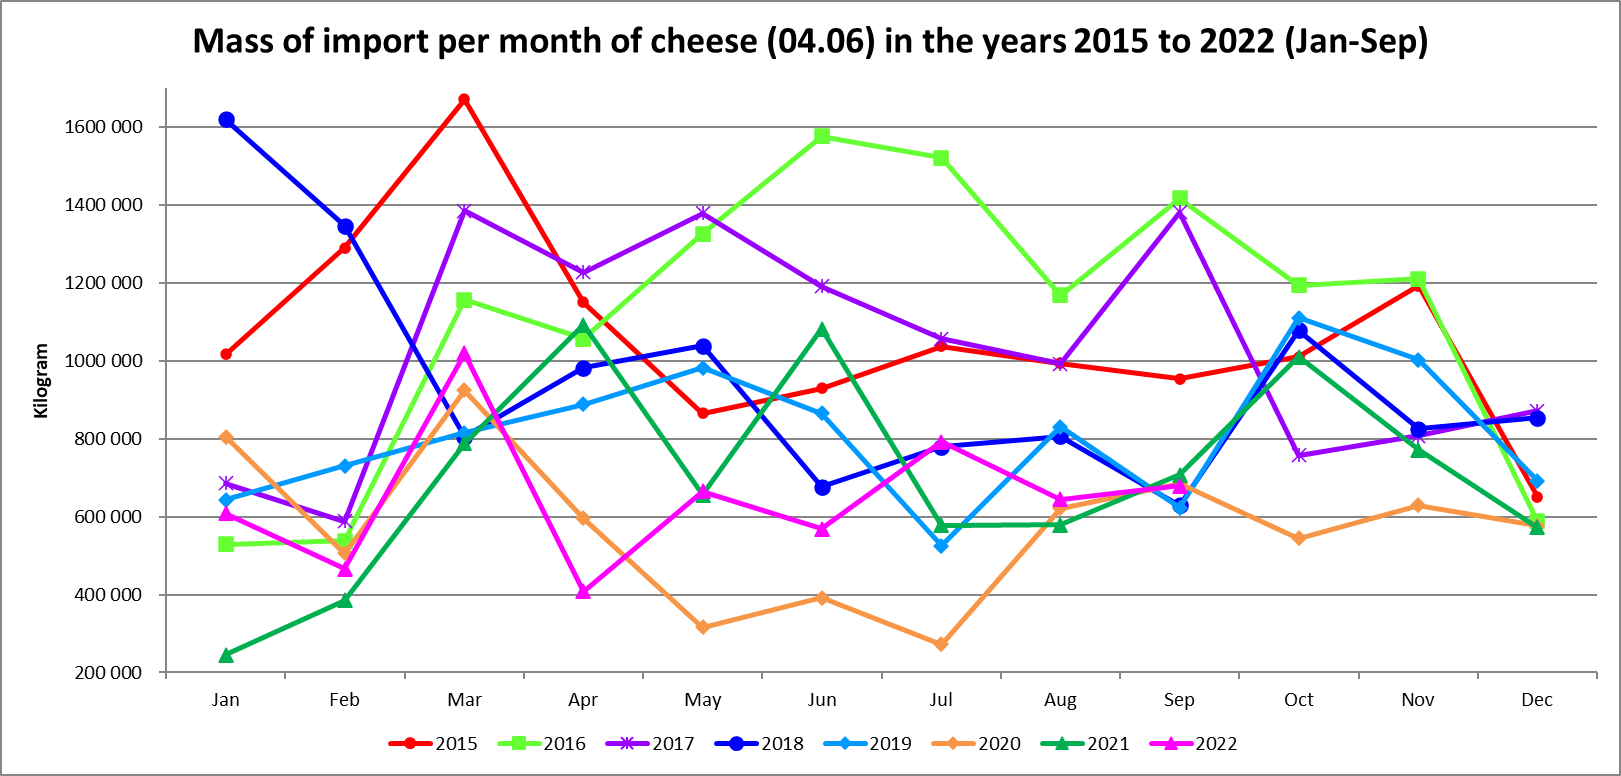 Mass of import per month of cheese (04.06) in the years 2015 to 2022 (Jan-Sep)
Kilogram
1600 000
1400 000
1200 000
1000 000
800 000
600 000
400 000
200 000
Jan Feb Mar Apr May Jun Jul Aug Sep Oct Nov Dec
2015 2016 2017 2018 2019 2020 2021 2022